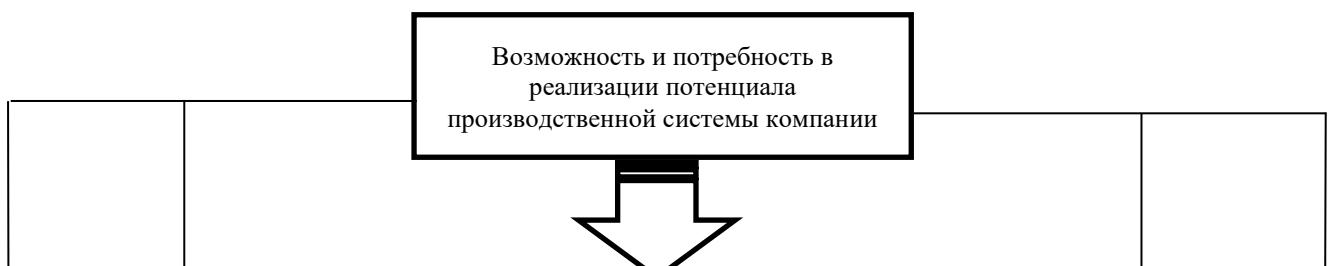 Возможность и потребность в
реализации потенциала
производственной системы компании